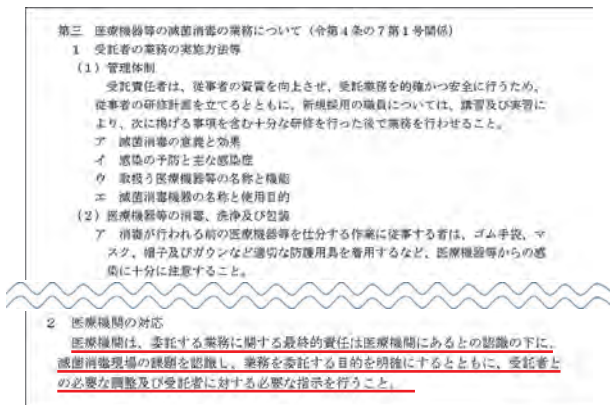 第三 医療機器等の滅菌消毒の業務について（令第4条の7第1号関係）
1 受託者の業務の実施方法等
（1）管理体制
受託責任者は、従事者の資質を向上させ、受託業務を的確かつ安全に行うため、
従事者の研修計画を立てるとともに、新規採用の職員については、講習及び実習に
より、次に掲げる事項を含む十分な研修を行った後で業務を行わせること。
ア 滅菌消毒の意義と効果
イ 感染の予防と主な感染症
ウ 取扱う医療機器等の名称と機能
エ 滅菌消毒機器の名称と使用目的
（2）医療機器等の消毒、洗浄及び包装
ア 消毒が行われる前の医療機器等を仕分する作業に従事する者は、ゴム手袋、マ
スク、帽子及びガウンなど適切な防護用具を着用するなど、医療機器等からの感
染に十分に注意すること。
2 医療機関の対応
医療機関は、委託する業務に関する最終的責任は医療機関にあるとの認識の下に、
滅菌消毒現場の課題を認識し、業務を委託する目的を明確にするとともに、受託者と
の必要な調整及び受託者に対する必要な指示を行うこと。